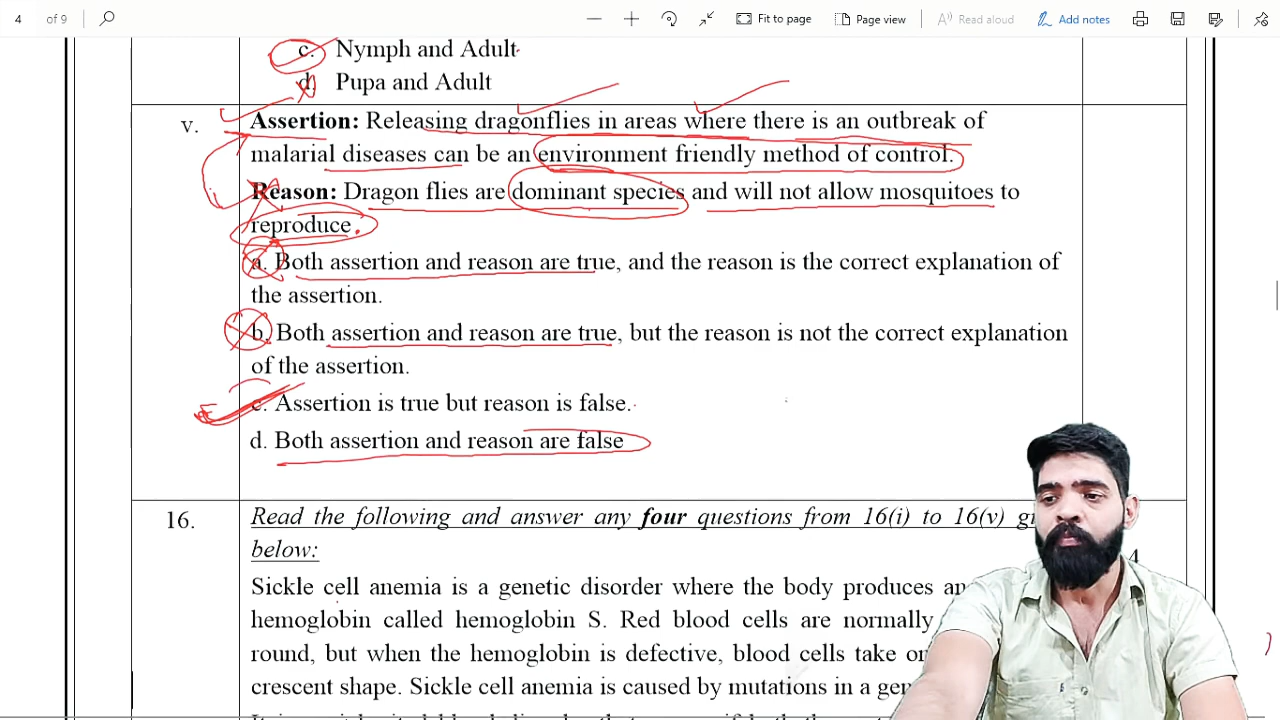 4 of 9 Fit to page Page view Read aloud Add notes
c. Nymph and Adult
d. Pupa and Adult
v. Assertion: Releasing dragonflies in areas where there is an outbreak of
malarial diseases can be an environment friendly method of control.
Reason: Dragon flies are dominant species and will not allow mosquitoes to
reproduce.
a. Both assertion and reason are true, and the reason is the correct explanation of
the assertion.
b. Both assertion and reason are true, but the reason is not the correct explanation
of the assertion.
c. Assertion is true but reason is false.
d. Both assertion and reason are false
16. Read the following and answer any four questions from 16(i) to 16(v) gi
below:
4
Sickle cell anemia is a genetic disorder where the body produces an
hemoglobin called hemoglobin S. Red blood cells are normally
round, but when the hemoglobin is defective, blood cells take on
crescent shape. Sickle cell anemia is caused by mutations in a gen